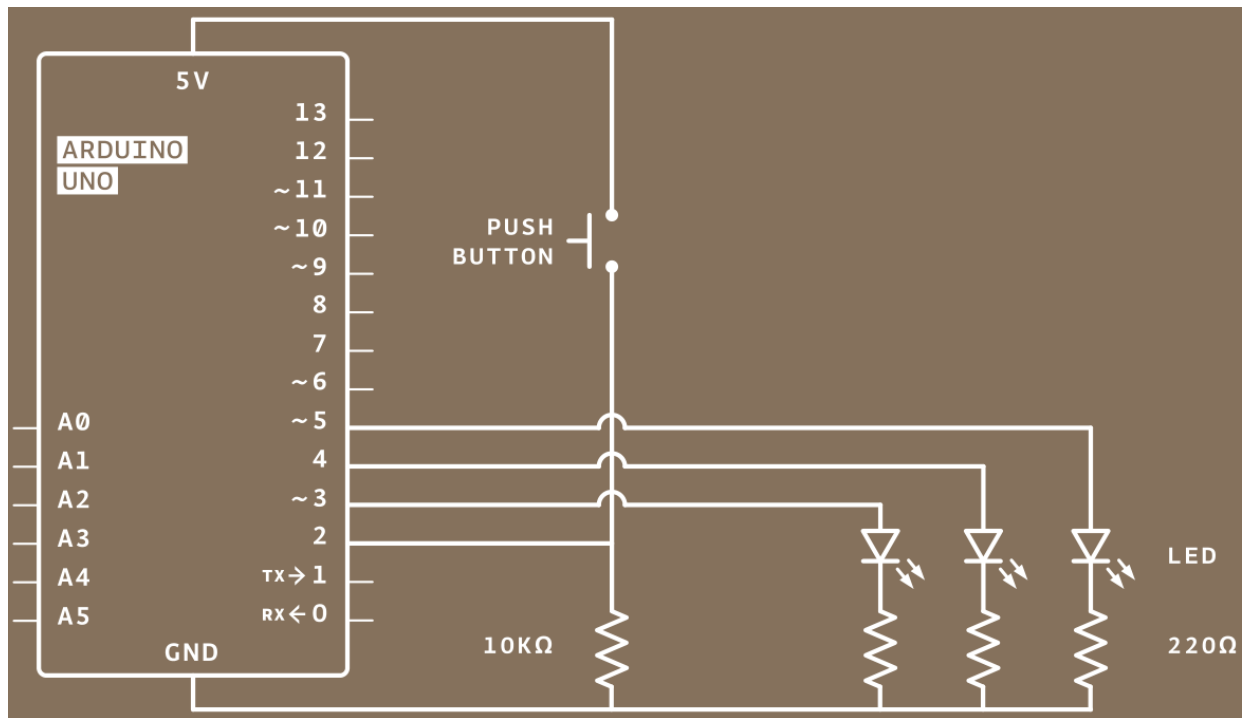 5V
ARDUINO
UNO
13
12
~11
~10
~9
8
7
~6
~5
4
~3
2
TX→1
RX←0
A0
A1
A2
A3
A4
A5
GND
PUSH
BUTTON
10KΩ
LED
220Ω